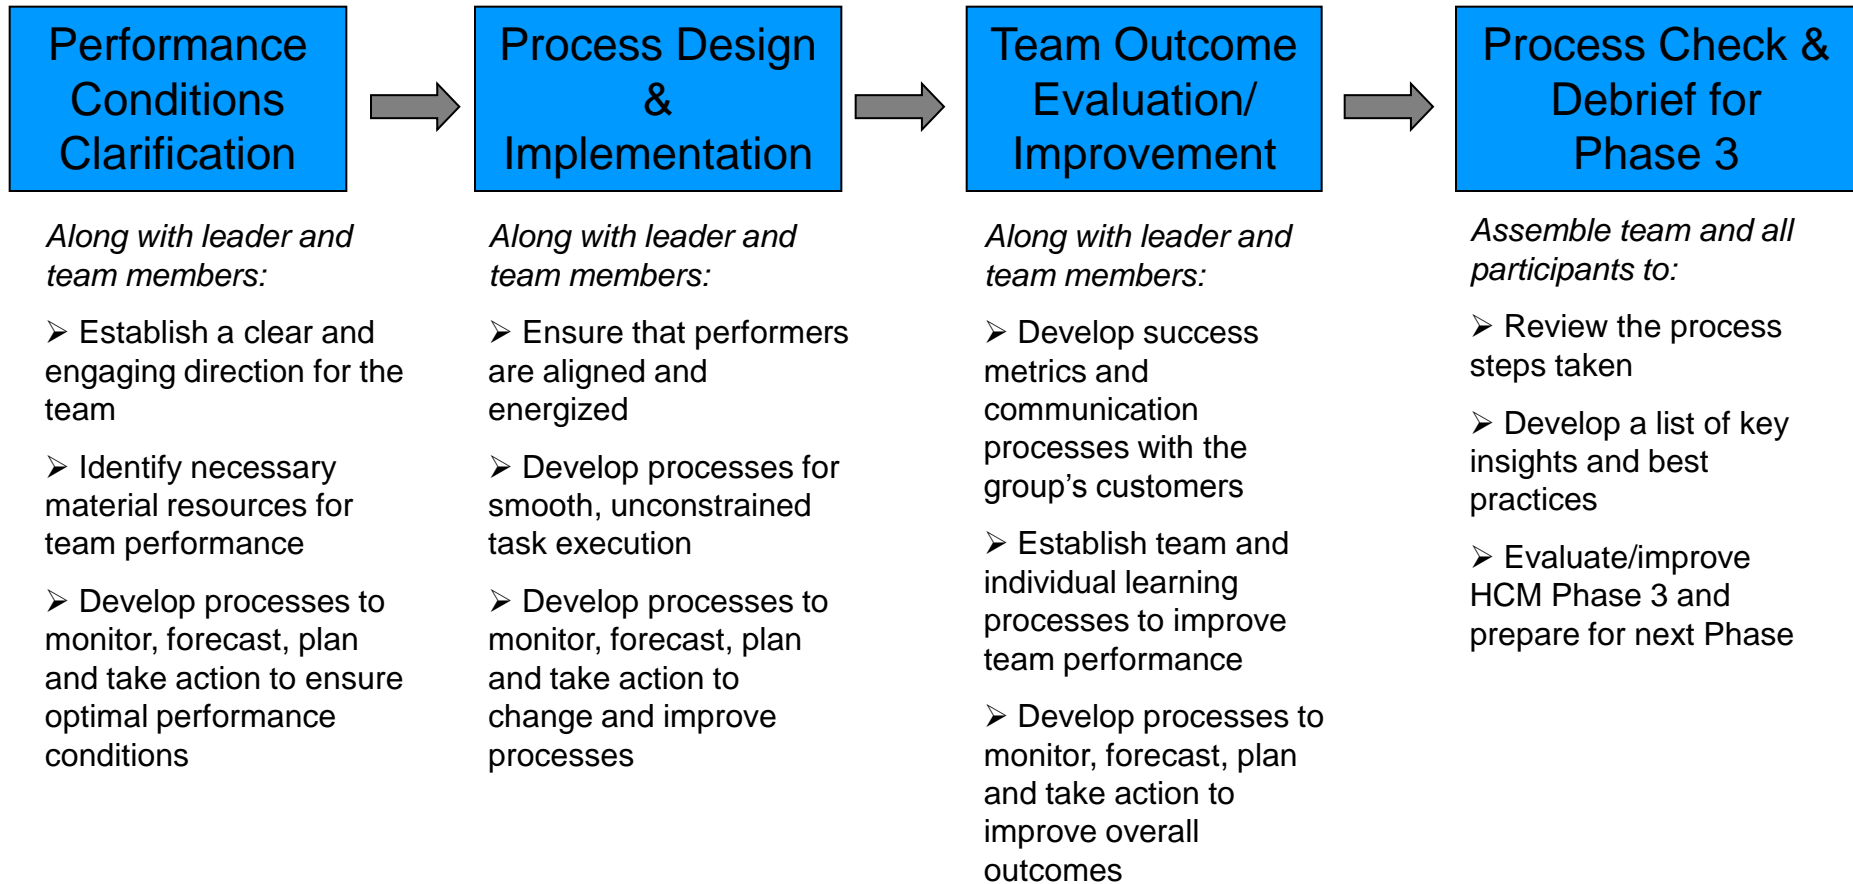 Performance
Conditions
Clarification
Process Design
&
Implementation
Team Outcome
Evaluation/
Improvement
Process Check &
Debrief for
Phase 3
Along with leader and
team members:
➢ Establish a clear and
engaging direction for the
team
➢ Identify necessary
material resources for
team performance
➢ Develop processes to
monitor, forecast, plan
and take action to ensure
optimal performance
conditions
Along with leader and
team members:
➢ Ensure that performers
are aligned and
energized
➢ Develop processes for
smooth, unconstrained
task execution
➢ Develop processes to
monitor, forecast, plan
and take action to
change and improve
processes
Along with leader and
team members:
➢ Develop success
metrics and
communication
processes with the
group’s customers
➢ Establish team and
individual learning
processes to improve
team performance
➢ Develop processes to
monitor, forecast, plan
and take action to
improve overall
outcomes
Assemble team and all
participants to:
➢ Review the process
steps taken
➢ Develop a list of key
insights and best
practices
➢ Evaluate/improve
HCM Phase 3 and
prepare for next Phase